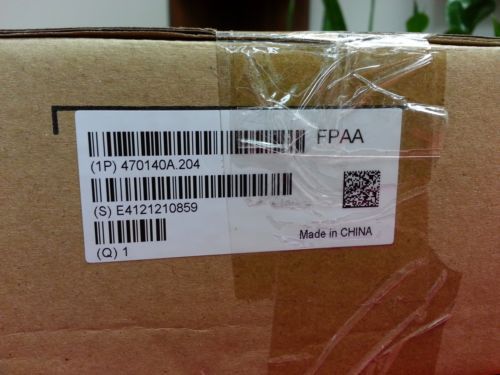 FPAA
(1P) 470140A.204
(S) E4121210859
Made in CHINA
(Q) 1